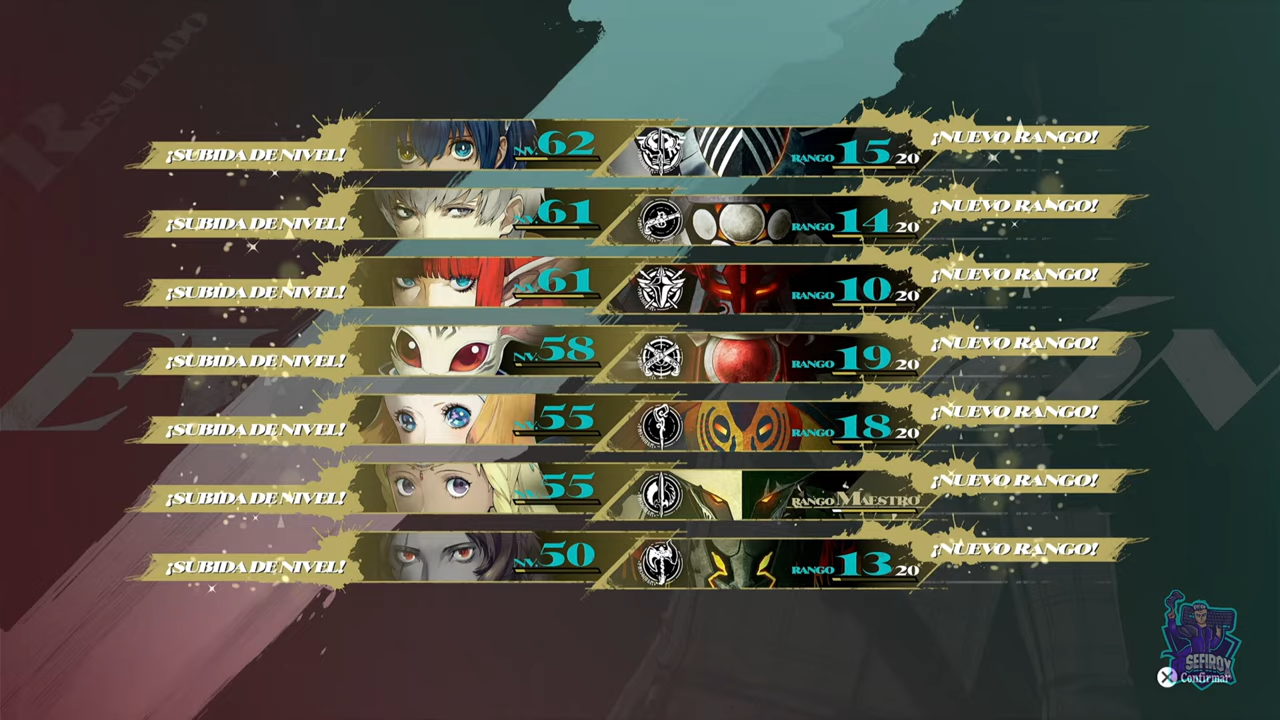 RESULTADO
¡SUBIDA DE NIVEL! NV. 62 RANGO 15 20 ¡NUEVO RANGO!
¡SUBIDA DE NIVEL! NV. 61 RANGO 14 20 ¡NUEVO RANGO!
¡SUBIDA DE NIVEL! NV. 61 RANGO 10 20 ¡NUEVO RANGO!
¡SUBIDA DE NIVEL! NV. 58 RANGO 19 20 ¡NUEVO RANGO!
¡SUBIDA DE NIVEL! NV. 55 RANGO 18 20 ¡NUEVO RANGO!
¡SUBIDA DE NIVEL! NV. 55 RANGO MAESTRO ¡NUEVO RANGO!
¡SUBIDA DE NIVEL! NV. 50 RANGO 13 20 ¡NUEVO RANGO!
SEFIROX
Confirmar